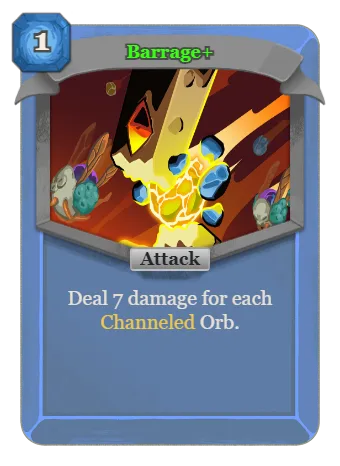 1
Barrage+
Attack
Deal 7 damage for each
Channeled Orb.